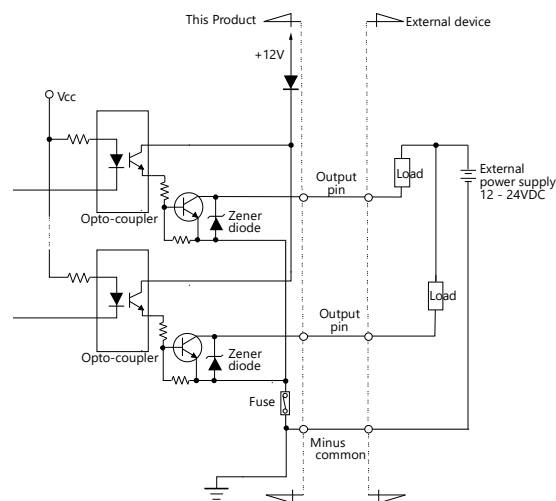 This Product
External device
+12V
Vcc
Opto-coupler
Zener
diode
Output
pin
Load
External
power supply
12 - 24VDC
Load
Output
pin
Opto-coupler
Zener
diode
Fuse
Minus
common